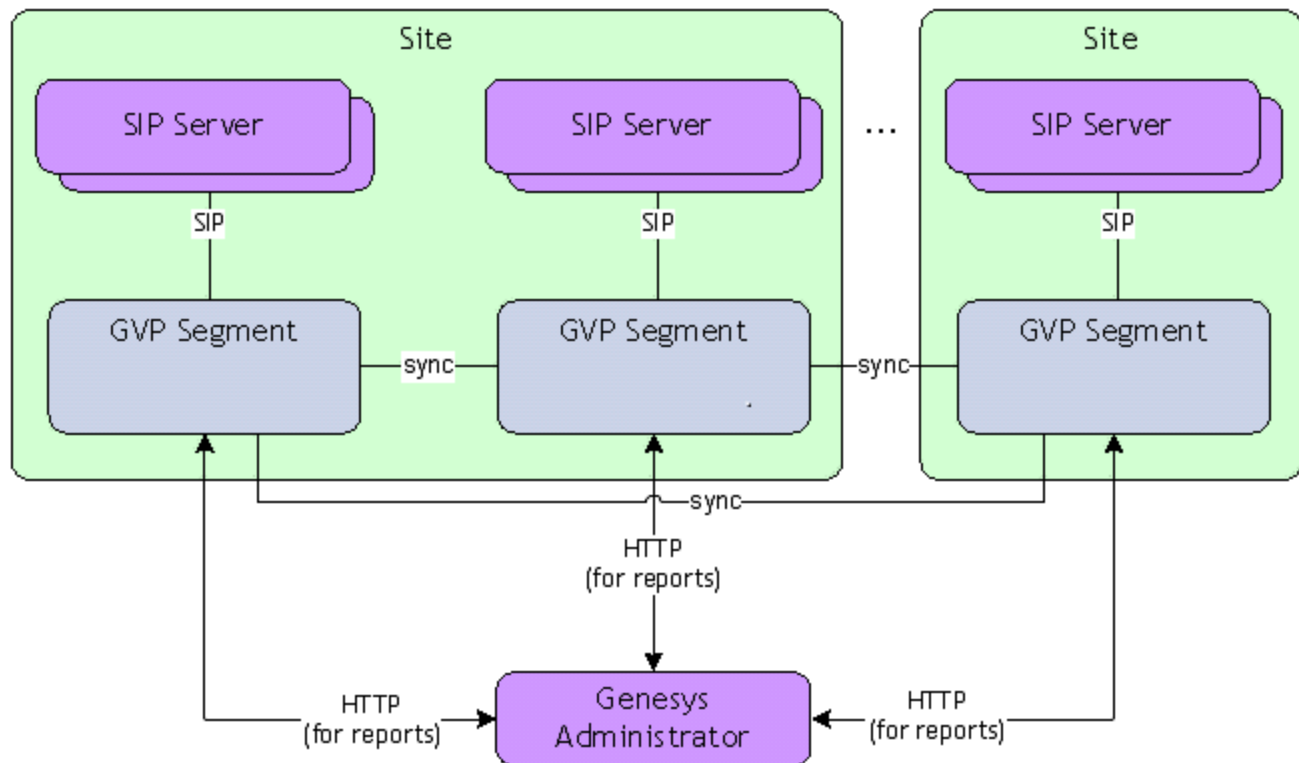 Site
Site
SIP Server
SIP Server
...
SIP Server
SIP
SIP
SIP
GVP Segment
GVP Segment
GVP Segment
sync
sync
sync
HTTP
(for reports)
HTTP
(for reports)
Genesys
Administrator
HTTP
(for reports)